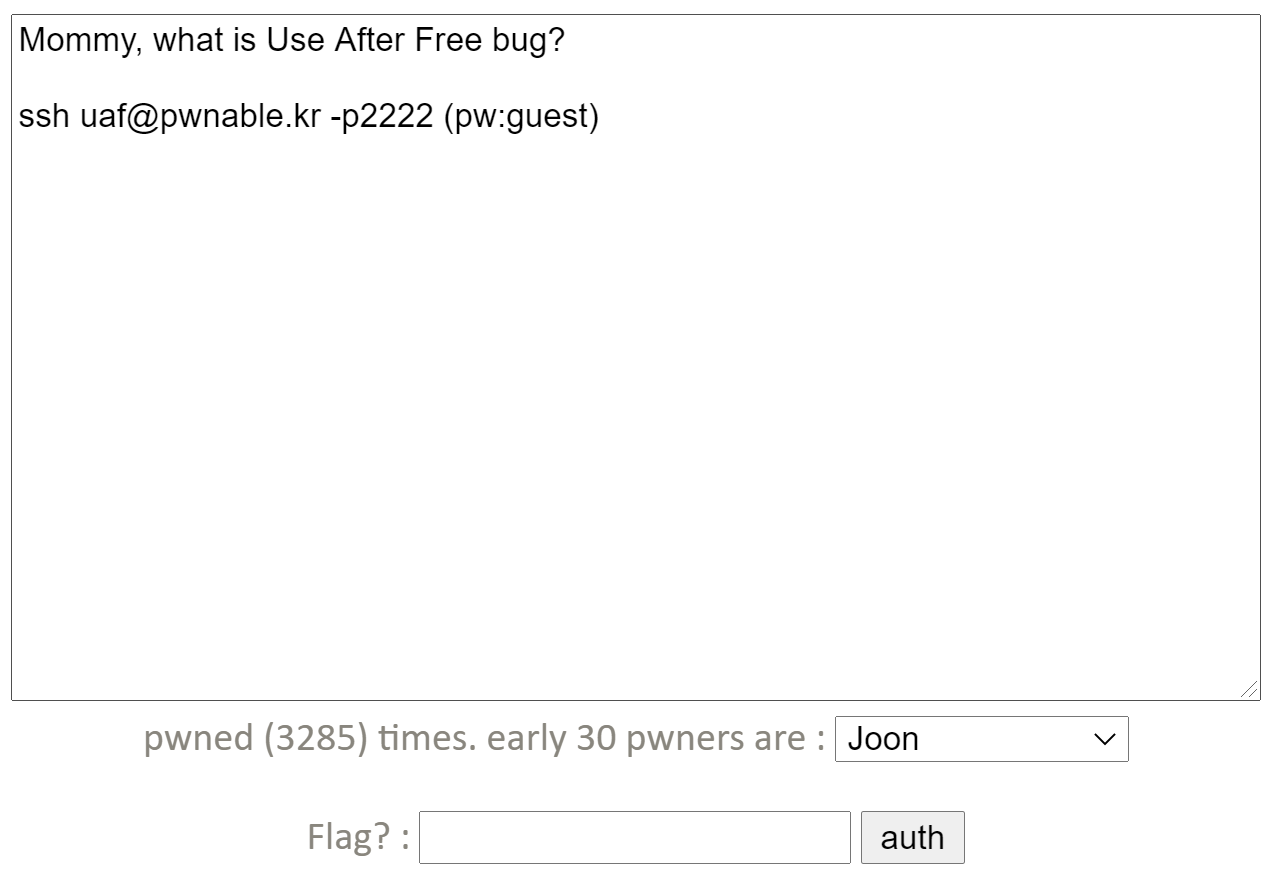 Mommy, what is Use After Free bug?
ssh uaf@pwnable.kr -p2222 (pw:guest)
pwned (3285) times. early 30 pwners are : Joon
Flag? : auth